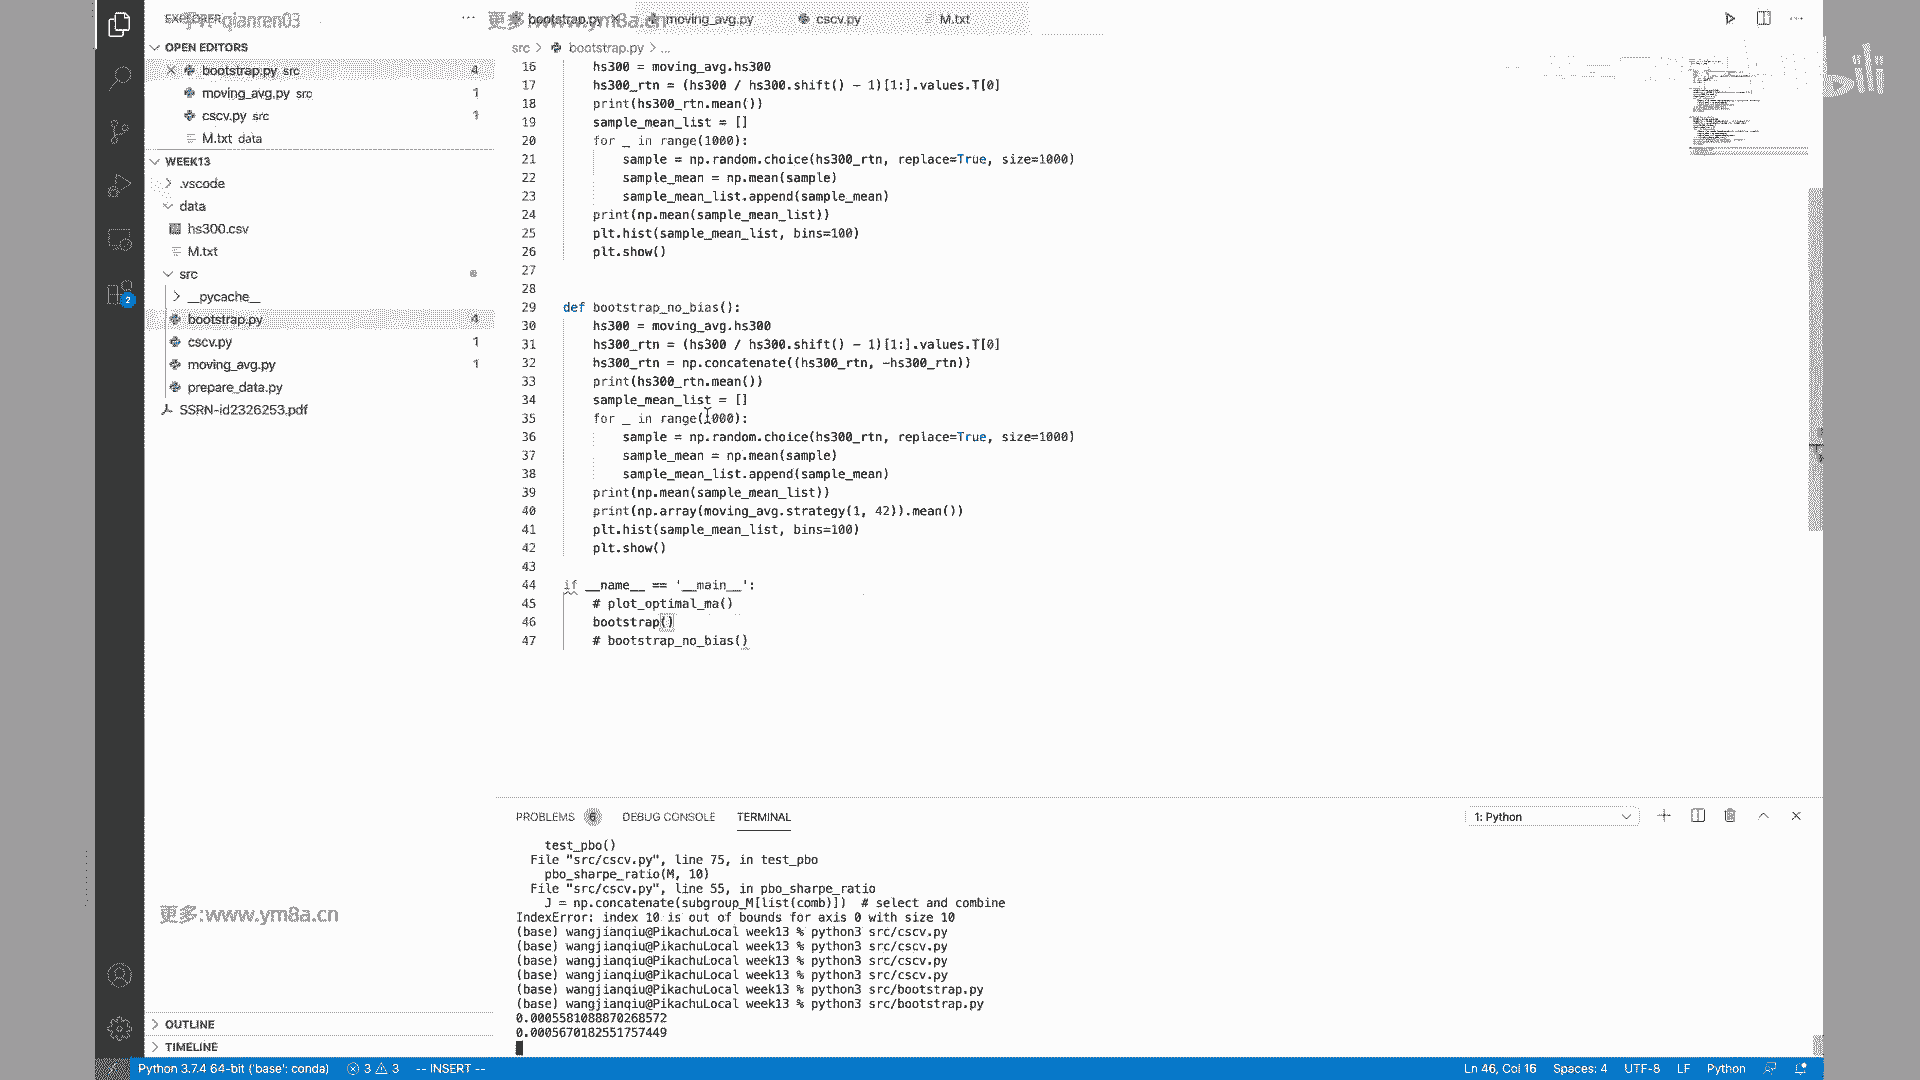 EXPLORER
qianren03
更多:www.ym8a.cn
bootstrap.py
moving_avg.py
cscv.py
M.txt
OPEN EDITORS
bootstrap.py src 4
moving_avg.py src 1
cscv.py src 1
M.txt data
WEEK13
.vscode
data
hs300.csv
M.txt
src
__pycache__
bootstrap.py 4
cscv.py 1
moving_avg.py 1
prepare_data.py
SSRN-id2326253.pdf
2
更多:www.ym8a.cn
OUTLINE
TIMELINE
src > bootstrap.py > ...
16 hs300 = moving_avg.hs300
17 hs300_rtn = (hs300 / hs300.shift() - 1)[1:].values.T[0]
18 print(hs300_rtn.mean())
19 sample_mean_list = []
20 for _ in range(1000):
21 sample = np.random.choice(hs300_rtn, replace=True, size=1000)
22 sample_mean = np.mean(sample)
23 sample_mean_list.append(sample_mean)
24 print(np.mean(sample_mean_list))
25 plt.hist(sample_mean_list, bins=100)
26 plt.show()
27
28
29 def bootstrap_no_bias():
30 hs300 = moving_avg.hs300
31 hs300_rtn = (hs300 / hs300.shift() - 1)[1:].values.T[0]
32 hs300_rtn = np.concatenate((hs300_rtn, -hs300_rtn))
33 print(hs300_rtn.mean())
34 sample_mean_list = []
35 for _ in range(1000):
36 sample = np.random.choice(hs300_rtn, replace=True, size=1000)
37 sample_mean = np.mean(sample)
38 sample_mean_list.append(sample_mean)
39 print(np.mean(sample_mean_list))
40 print(np.array(moving_avg.strategy(1, 42)).mean())
41 plt.hist(sample_mean_list, bins=100)
42 plt.show()
43
44 if __name__ == '__main__':
45 # plot_optimal_ma()
46 bootstrap()
47 # bootstrap_no_bias()
PROBLEMS 6 DEBUG CONSOLE TERMINAL
1: Python
test_pbo()
File "src/cscv.py", line 75, in test_pbo
pbo_sharpe_ratio(M, 10)
File "src/cscv.py", line 55, in pbo_sharpe_ratio
J = np.concatenate(subgroup_M[list(comb)]) # select and combine
IndexError: index 10 is out of bounds for axis 0 with size 10
(base) wangjianqiu@PikachuLocal week13 % python3 src/cscv.py
(base) wangjianqiu@PikachuLocal week13 % python3 src/cscv.py
(base) wangjianqiu@PikachuLocal week13 % python3 src/cscv.py
(base) wangjianqiu@PikachuLocal week13 % python3 src/cscv.py
(base) wangjianqiu@PikachuLocal week13 % python3 src/bootstrap.py
(base) wangjianqiu@PikachuLocal week13 % python3 src/bootstrap.py
0.0005581088870268572
0.0005670182551757449
Python 3.7.4 64-bit ('base': conda) 3 3 -- INSERT --
Ln 46, Col 16 Spaces: 4 UTF-8 LF Python